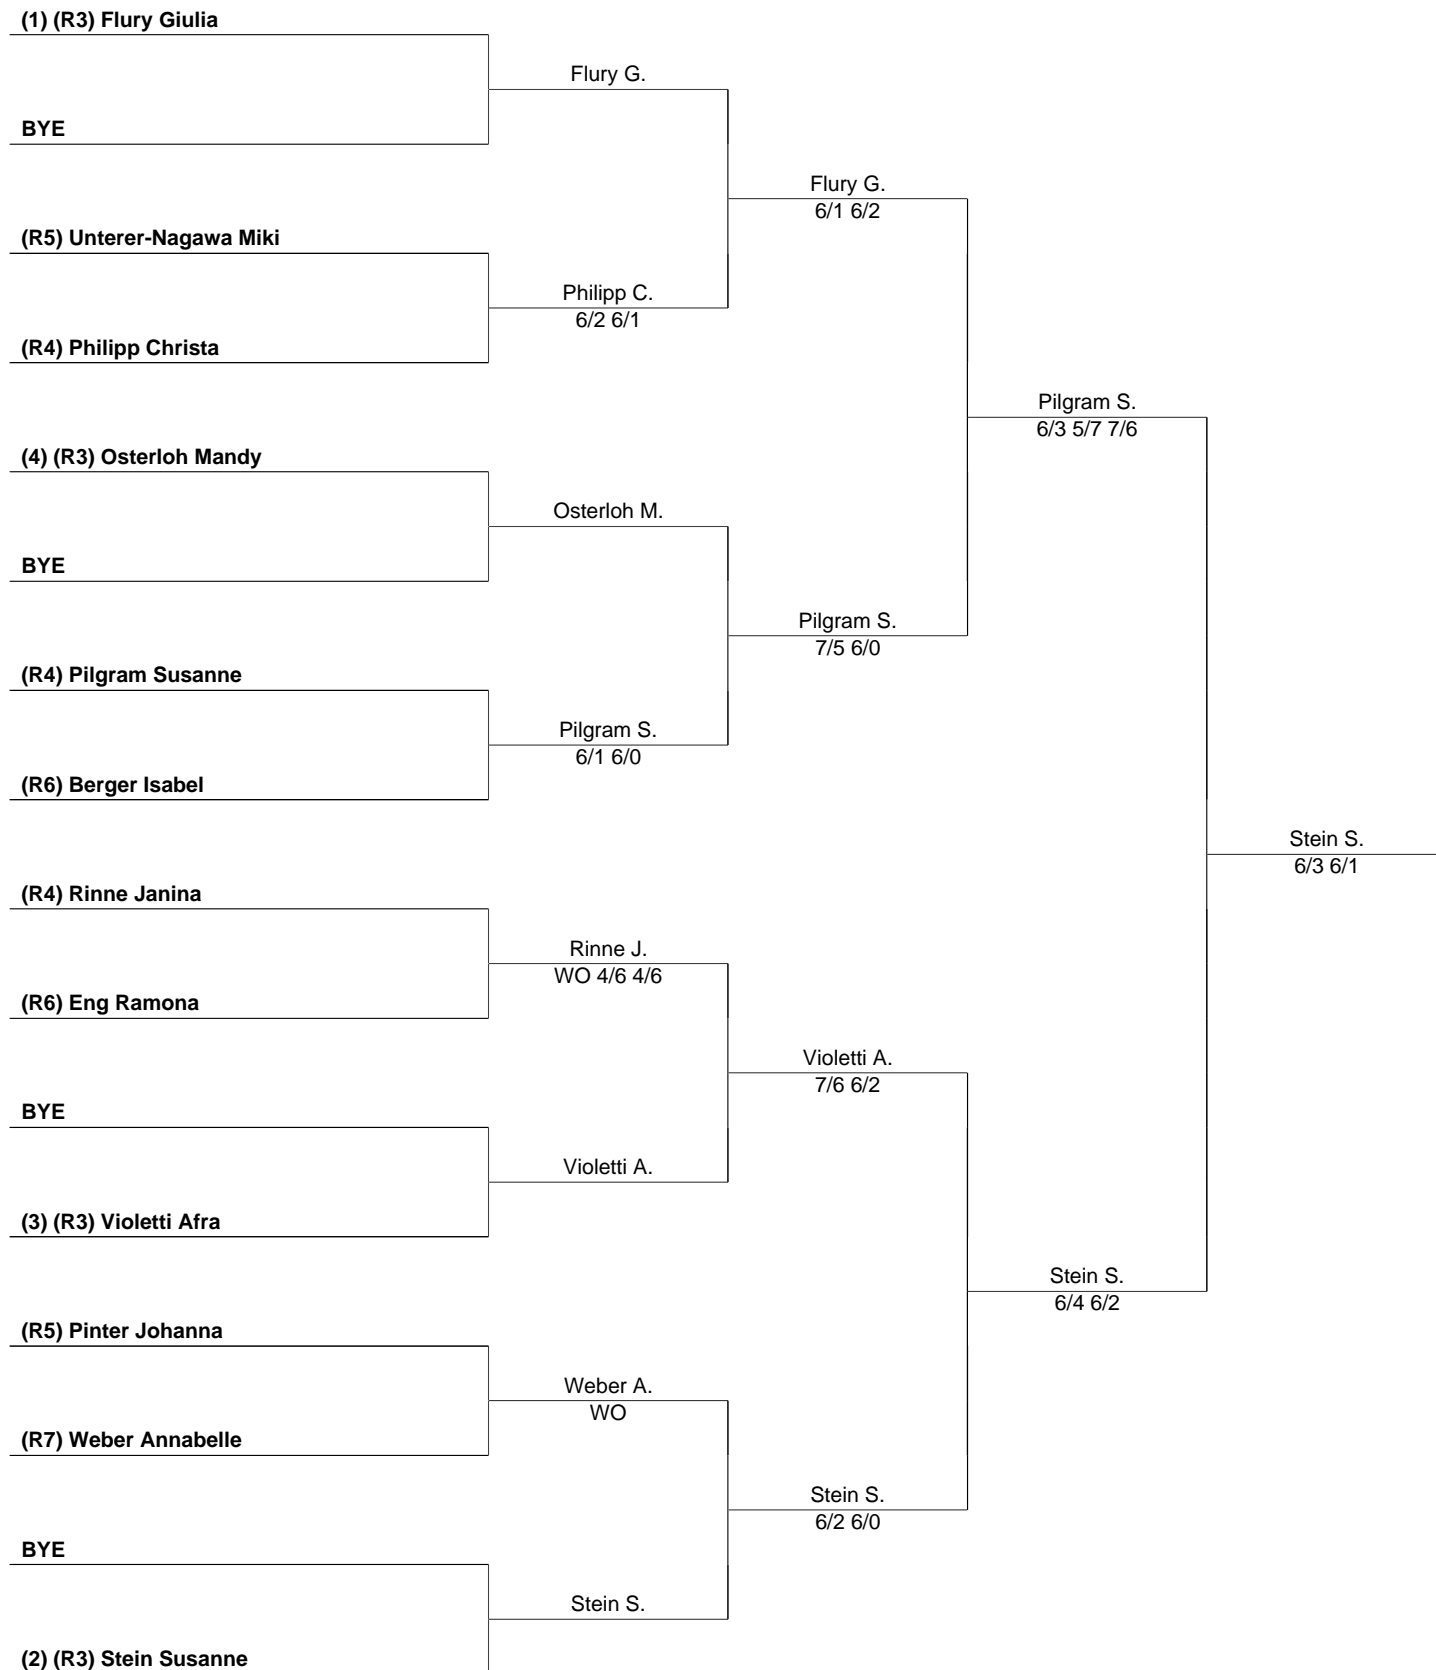 (1) (R3) Flury Giulia
Flury G.
BYE
Flury G.
6/1 6/2
(R5) Unterer-Nagawa Miki
Philipp C.
6/2 6/1
(R4) Philipp Christa
Pilgram S.
6/3 5/7 7/6
(4) (R3) Osterloh Mandy
Osterloh M.
BYE
Pilgram S.
7/5 6/0
(R4) Pilgram Susanne
Pilgram S.
6/1 6/0
(R6) Berger Isabel
Stein S.
6/3 6/1
(R4) Rinne Janina
Rinne J.
WO 4/6 4/6
(R6) Eng Ramona
Violetti A.
7/6 6/2
BYE
Violetti A.
(3) (R3) Violetti Afra
Stein S.
6/4 6/2
(R5) Pinter Johanna
Weber A.
WO
(R7) Weber Annabelle
Stein S.
6/2 6/0
BYE
Stein S.
(2) (R3) Stein Susanne